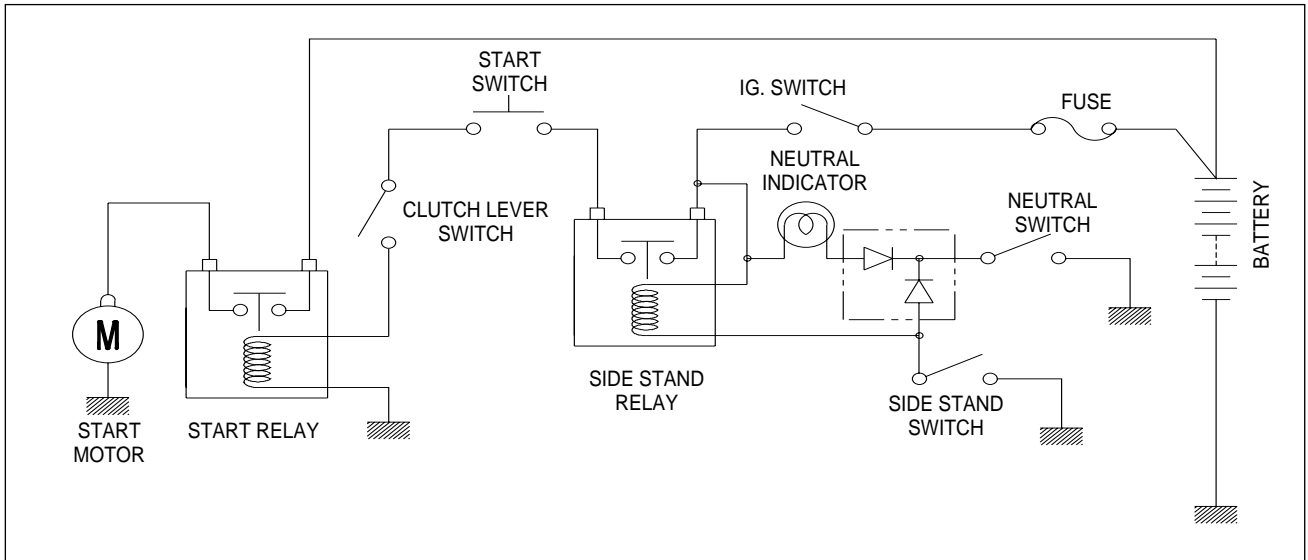 START
SWITCH
IG. SWITCH
FUSE
NEUTRAL
INDICATOR
NEUTRAL
SWITCH
CLUTCH LEVER
SWITCH
BATTERY
M
START
MOTOR
START RELAY
SIDE STAND
RELAY
SIDE STAND
SWITCH